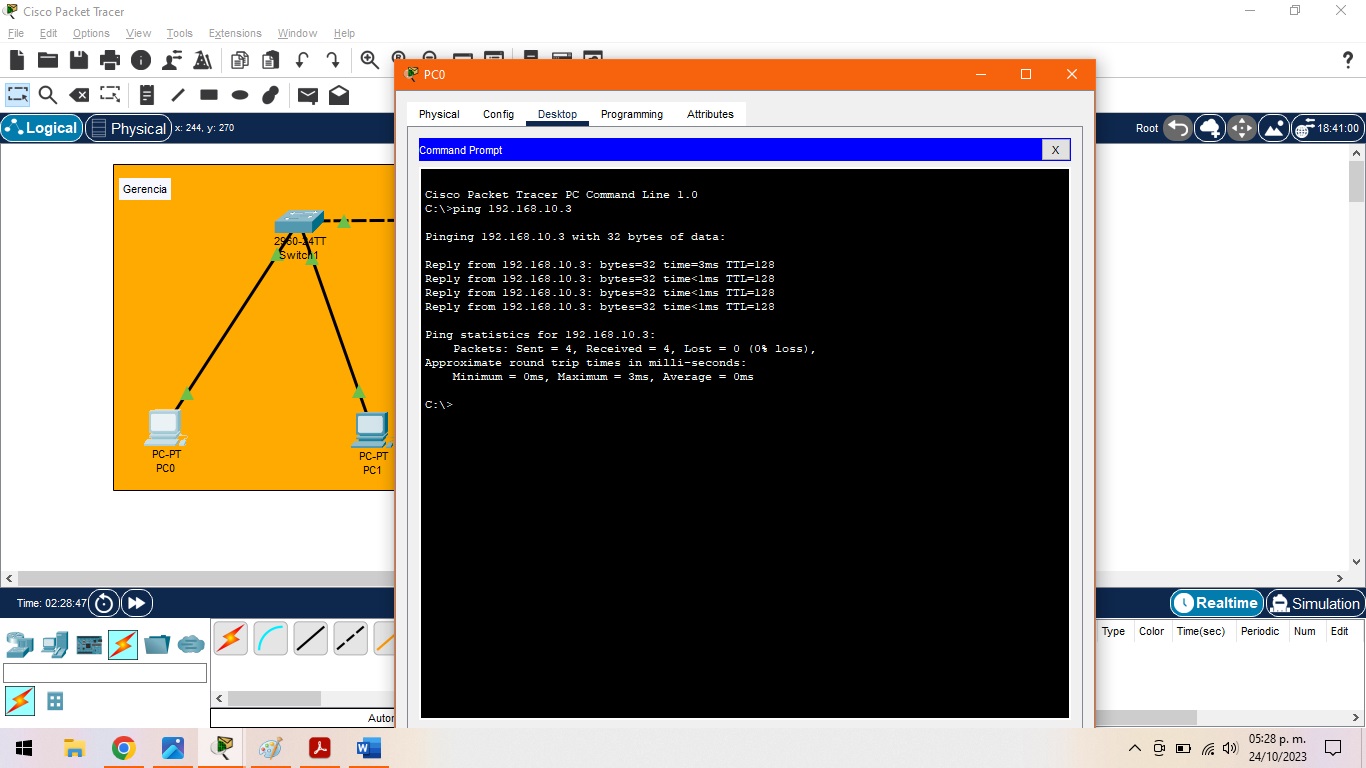 Cisco Packet Tracer
File Edit Options View Tools Extensions Window Help
?
PC0
Physical Config Desktop Programming Attributes
Logical Physical x: 244, y: 270
Root 18:41:00
Command Prompt X
Gerencia
2950-24TT
Switch1
PC-PT
PC0
PC-PT
PC1
Cisco Packet Tracer PC Command Line 1.0
C:\>ping 192.168.10.3
Pinging 192.168.10.3 with 32 bytes of data:
Reply from 192.168.10.3: bytes=32 time=3ms TTL=128
Reply from 192.168.10.3: bytes=32 time<1ms TTL=128
Reply from 192.168.10.3: bytes=32 time<1ms TTL=128
Reply from 192.168.10.3: bytes=32 time<1ms TTL=128
Ping statistics for 192.168.10.3:
Packets: Sent = 4, Received = 4, Lost = 0 (0% loss),
Approximate round trip times in milli-seconds:
Minimum = 0ms, Maximum = 3ms, Average = 0ms
C:\>
Time: 02:28:47
Realtime Simulation
Type Color Time(sec) Periodic Num Edit
Autor
05:28 p. m.
24/10/2023